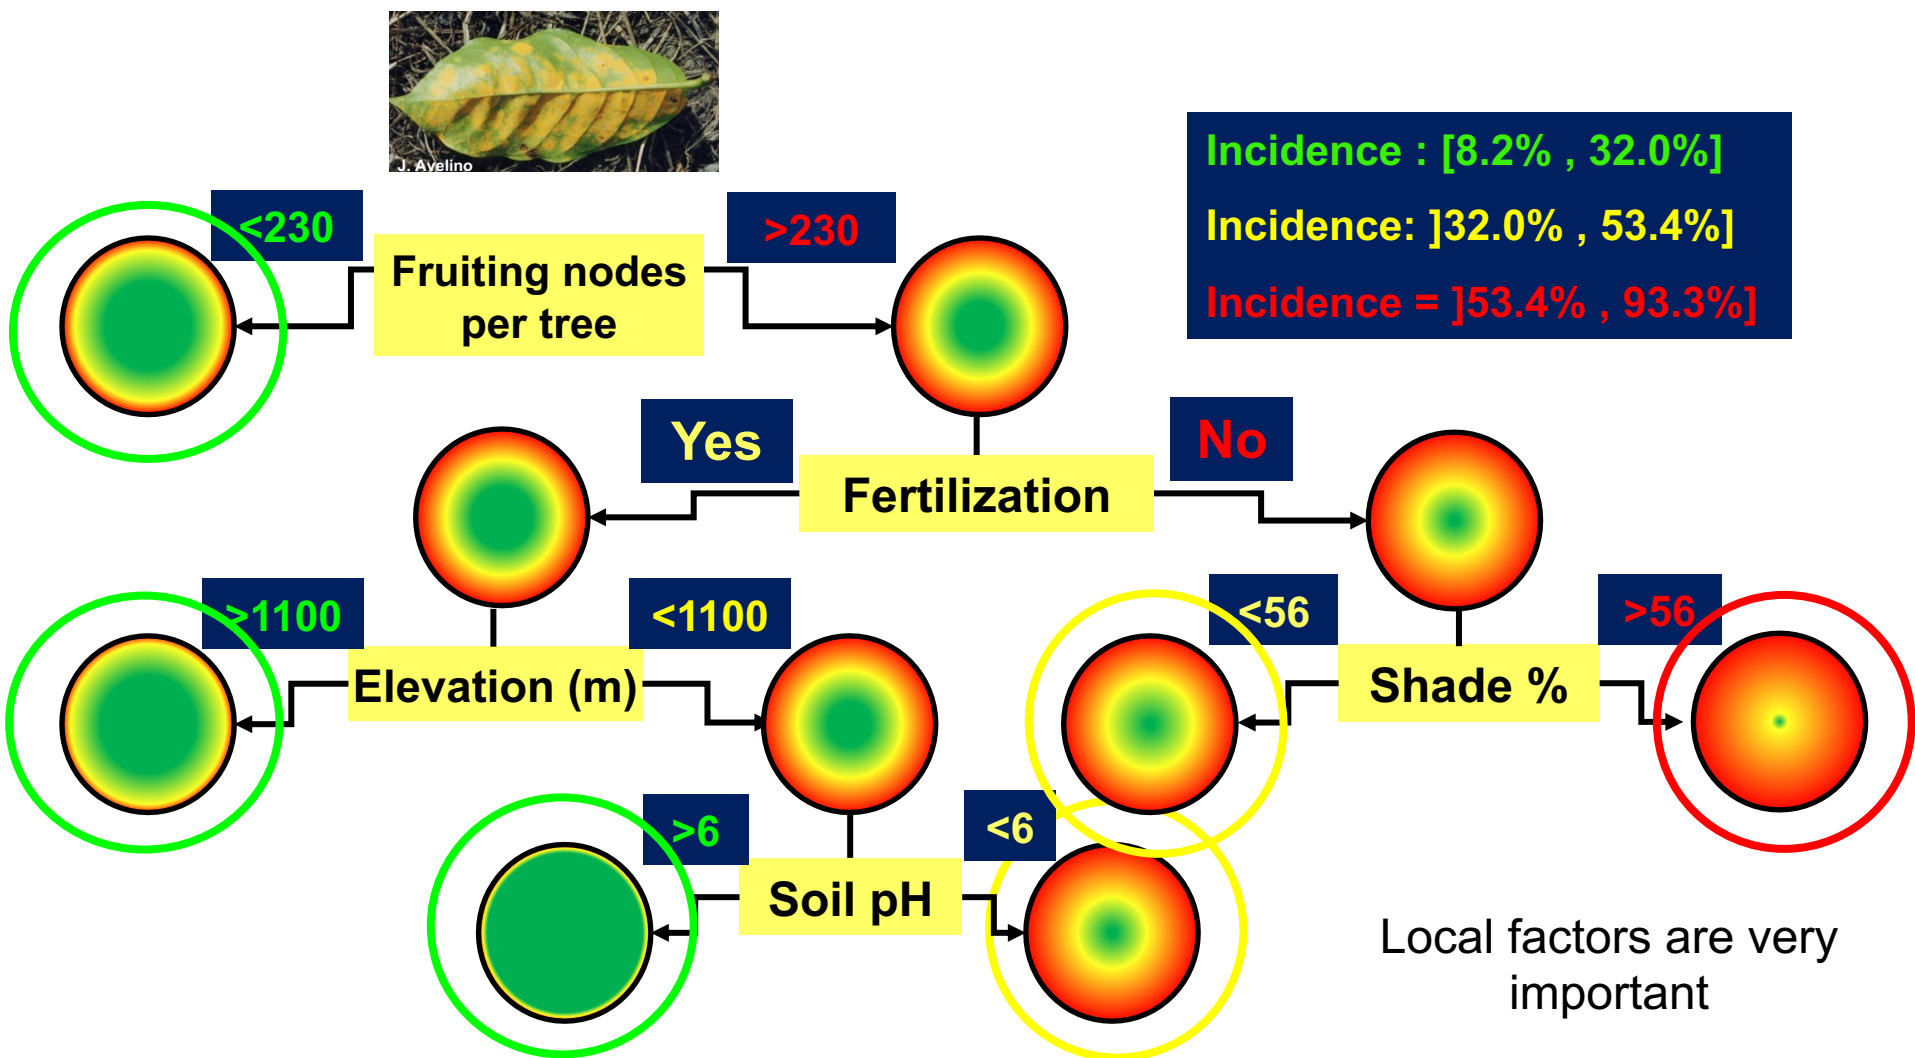 J. Avelino
Incidence : [8.2% , 32.0%]
Incidence: ]32.0% , 53.4%]
Incidence = ]53.4% , 93.3%]
<230
>230
Fruiting nodes
per tree
Yes
No
Fertilization
>1100
<1100
<56
>56
Elevation (m)
Shade %
>6
<6
Soil pH
Local factors are very
important